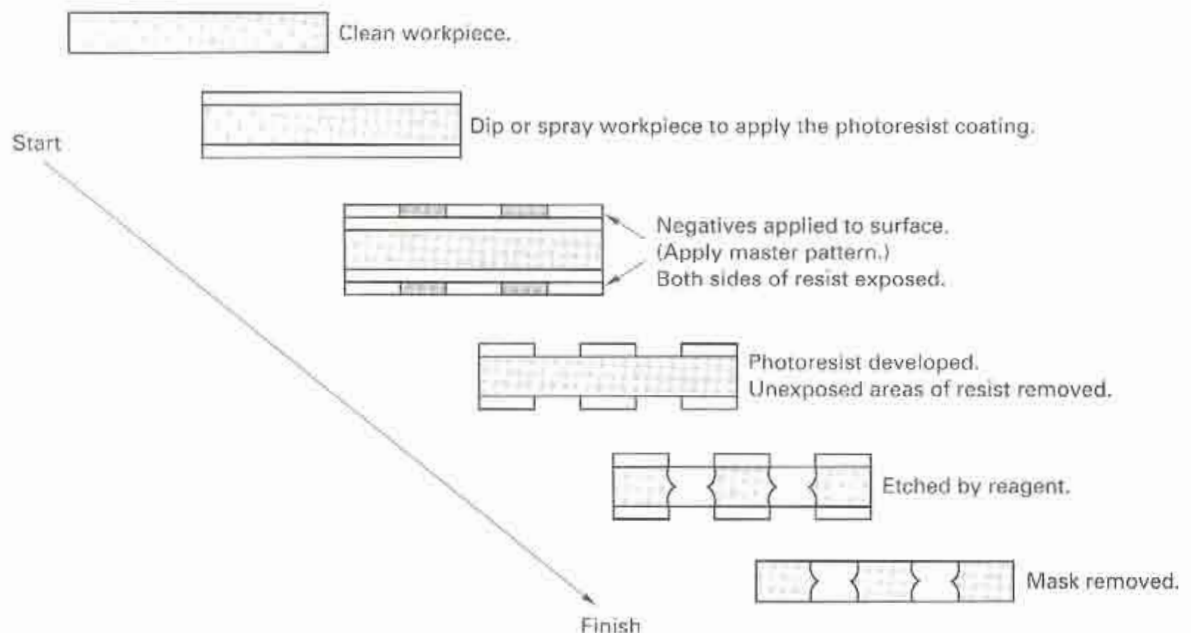 Clean workpiece.
Dip or spray workpiece to apply the photoresist coating.
Start
Negatives applied to surface.
(Apply master pattern.)
Both sides of resist exposed.
Photoresist developed.
Unexposed areas of resist removed.
Etched by reagent.
Mask removed.
Finish